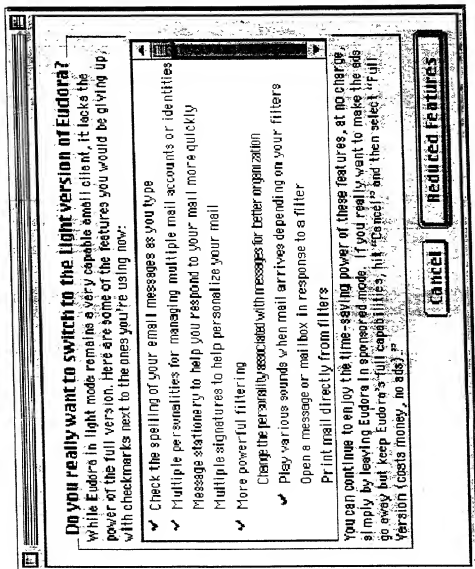 Do you really want to switch to the light version of Eudora?
While Eudora in light mode remains a very capable email client, it lacks the
power of the full version. Here are some of the features you would be giving up,
with checkmarks next to the ones you're using now:
✓ Check the spelling of your email messages as you type
✓ Multiple personalities for managing multiple mail accounts or identities
Message stationery to help you respond to your mail more quickly
Multiple signatures to help personalize your mail
✓ More powerful filtering
Change the personality associated with messages for better organization
✓ Play various sounds when mail arrives depending on your filters
Open a message or mailbox in response to a filter
Print mail directly from filters
You can continue to enjoy the time-saving power of these features, at no charge,
simply by leaving Eudora in sponsored mode. If you really want to make the ads
go away but keep Eudora's full capabilities, hit "Cancel" and then select "Full
Version (costs money, no ads)."
Cancel
Reduced Features